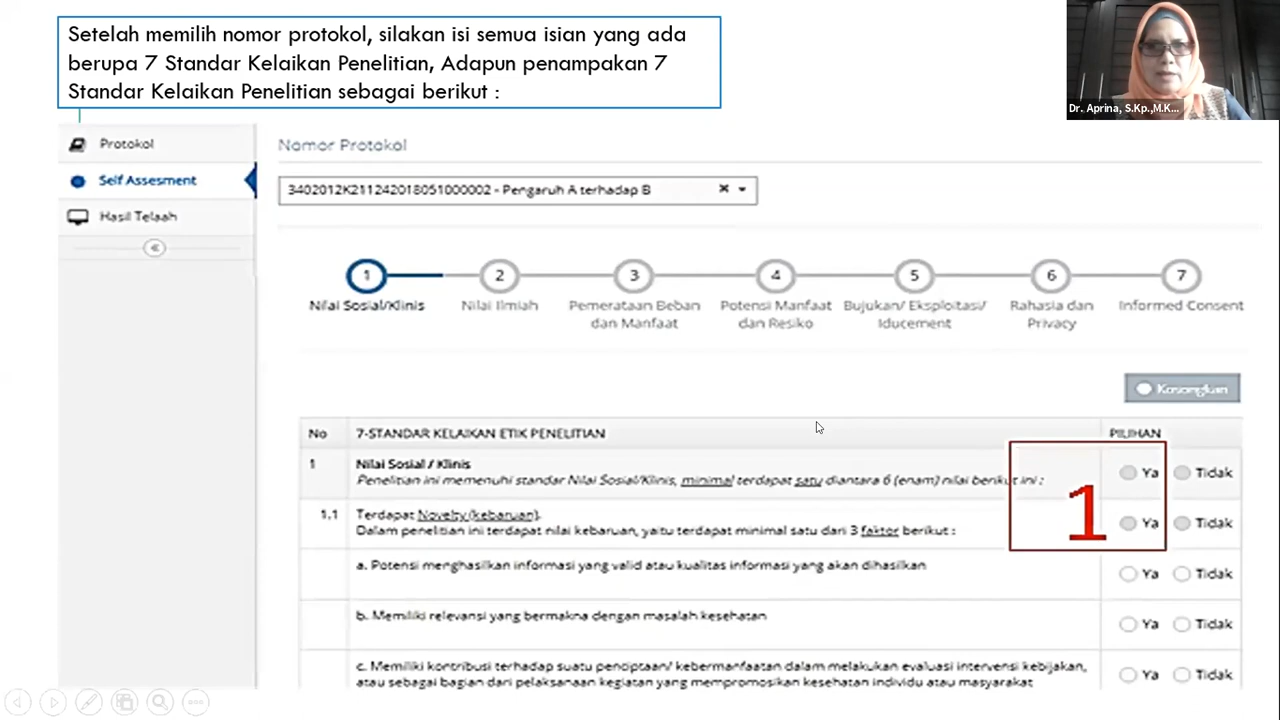 Setelah memilih nomor protokol, silakan isi semua isian yang ada
berupa 7 Standar Kelaikan Penelitian, Adapun penampakan 7
Standar Kelaikan Penelitian sebagai berikut :
Dr. Aprina, S.Kp.,M.K...
Protokol
Self Assesment
Hasil Telaah
Nomor Protokol
3402012K211242018051000002 - Pengaruh A terhadap B
1
2
3
4
5
6
7
Nilai Sosial/Klinis
Nilai Ilmiah
Pemerataan Beban
dan Manfaat
Potensi Manfaat
dan Resiko
Bujukan/ Eksploitasi/
Iducement
Rahasia dan
Privacy
Informed Consent
Kosongkan
No 7-STANDAR KELAIKAN ETIK PENELITIAN PILIHAN
1 Nilai Sosial / Klinis Ya Tidak
Penelitian ini memenuhi standar Nilai Sosial/Klinis, minimal terdapat satu diantara 6 (enam) nilai berikut ini :
1
1.1 Terdapat Novelty (kebaruan). Ya Tidak
Dalam penelitian ini terdapat nilai kebaruan, yaitu terdapat minimal satu dari 3 faktor berikut :
a. Potensi menghasilkan informasi yang valid atau kualitas informasi yang akan dihasilkan Ya Tidak
b. Memiliki relevansi yang bermakna dengan masalah kesehatan Ya Tidak
c. Memiliki kontribusi terhadap suatu penciptaan/ kebermanfaatan dalam melakukan evaluasi intervensi kebijakan, Ya Tidak
atau sebagai bagian dari pelaksanaan kegiatan yang mempromosikan kesehatan individu atau masyarakat